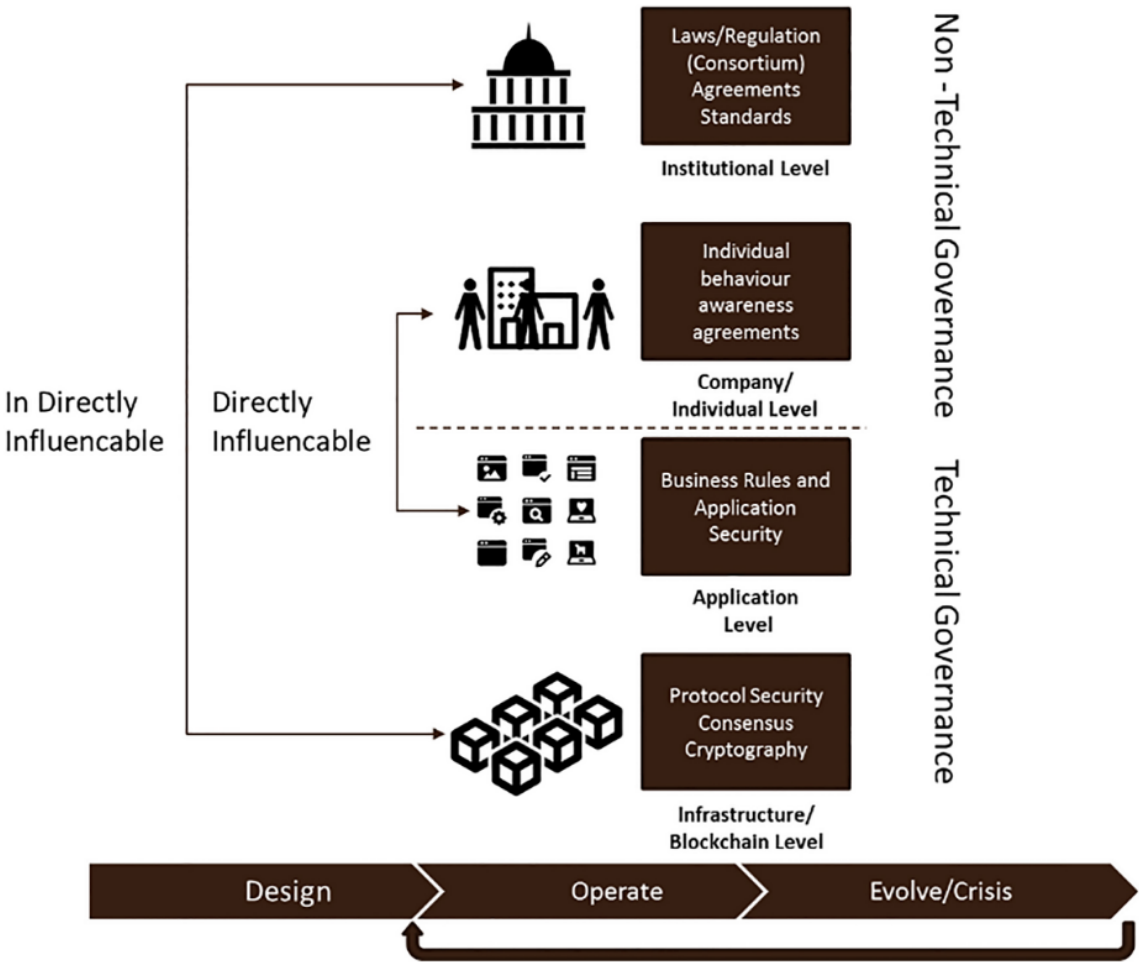 Laws/Regulation
(Consortium)
Agreements
Standards
Institutional Level
Individual
behaviour
awareness
agreements
Company/
Individual Level
Non -Technical Governance
In Directly
Influencable
Directly
Influencable
Business Rules and
Application
Security
Application
Level
Protocol Security
Consensus
Cryptography
Infrastructure/
Blockchain Level
Technical Governance
Design
Operate
Evolve/Crisis